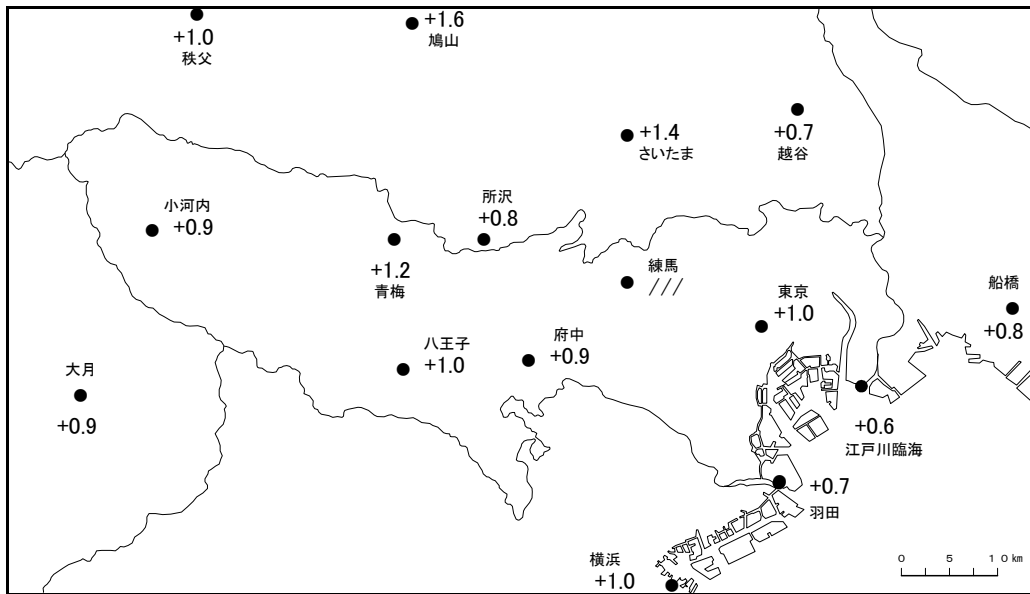 +1.0
秩父
+1.6
鳩山
+1.4
さいたま
+0.7
越谷
小河内
+0.9
所沢
+0.8
+1.2
青梅
練馬
///
東京
+1.0
船橋
+0.8
大月
+0.9
八王子
+1.0
府中
+0.9
+0.6
江戸川臨海
+0.7
羽田
横浜
+1.0
0 5 10km